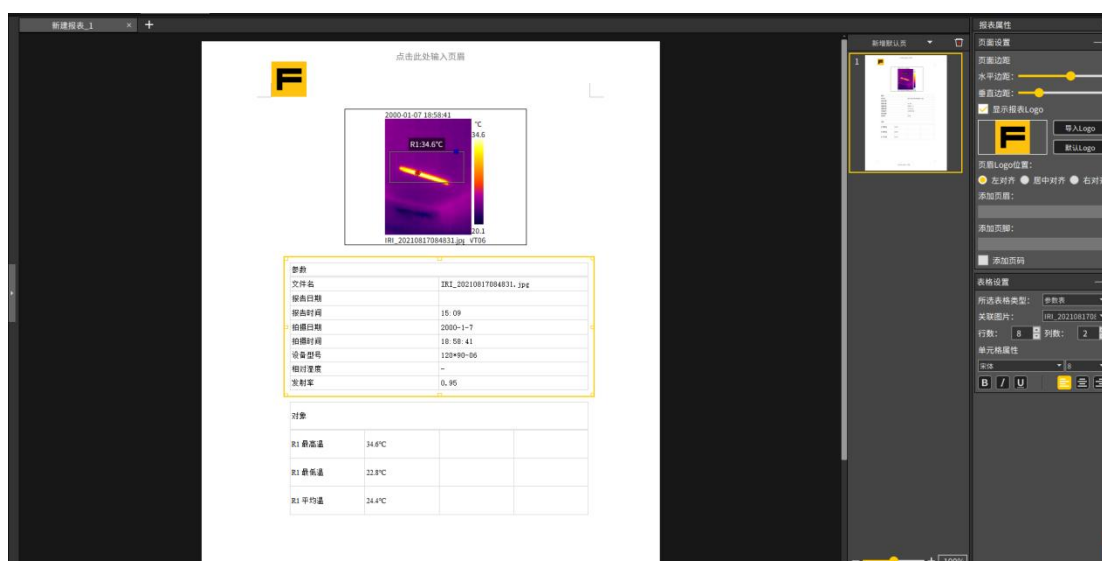 新建报表_1 × +
点击此处输入页眉
F
2000-01-07 18:58:41
℃
34.6
R1:34.6℃
20.1
IRI_20210817084831.jpg VT06
参数
文件名 IRI_20210817084831.jpg
报告日期
报告时间 15:09
拍摄日期 2000-1-7
拍摄时间 18:58:41
设备型号 120*90-06
相对湿度 -
发射率 0.95
对象
R1 最高温 34.6℃
R1 最低温 22.8℃
R1 平均温 24.4℃
新增默认页
1
100%
报表属性
页面设置
页面边距
水平边距：
垂直边距：
显示报表Logo
F
导入Logo
默认Logo
页眉Logo位置：
左对齐 居中对齐 右对
添加页眉：
添加页脚：
添加页码
表格设置
所选表格类型： 参数表
关联图片： IRI_202108170
行数： 8 列数： 2
单元格属性
宋体 8
B I U